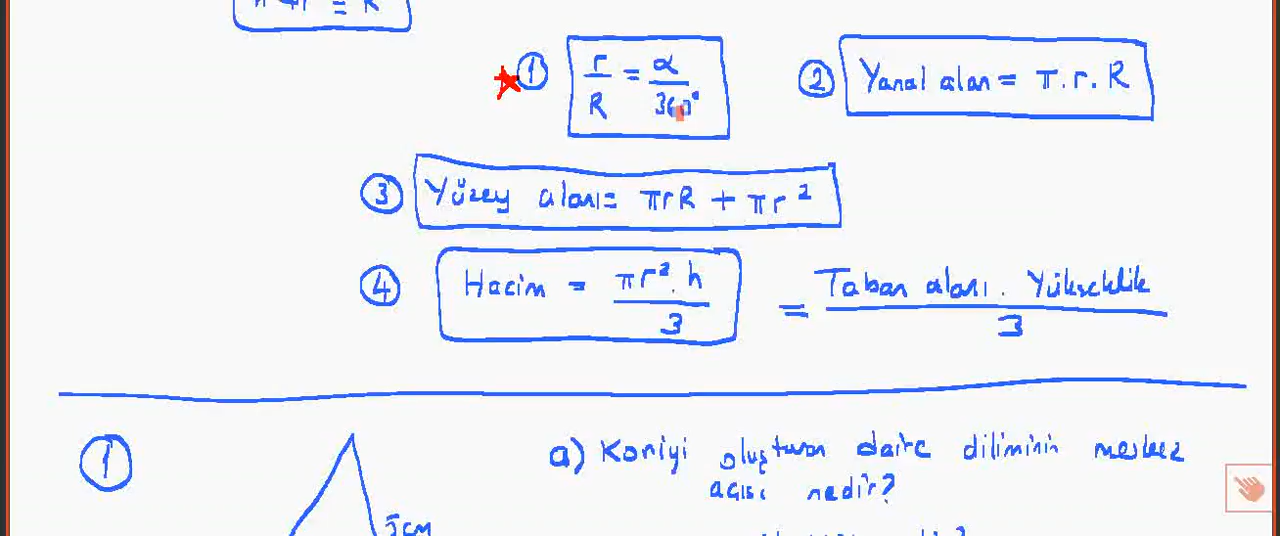 ① r/R = α/360°
② Yanal alan = π.r.R
③ Yüzey alanı= πrR + πr²
④ Hacim = πr².h/3 = Taban alanı. Yükseklik/3
① a) Koniyi oluşturan daire diliminin merkez
açısı nedir?
5cm